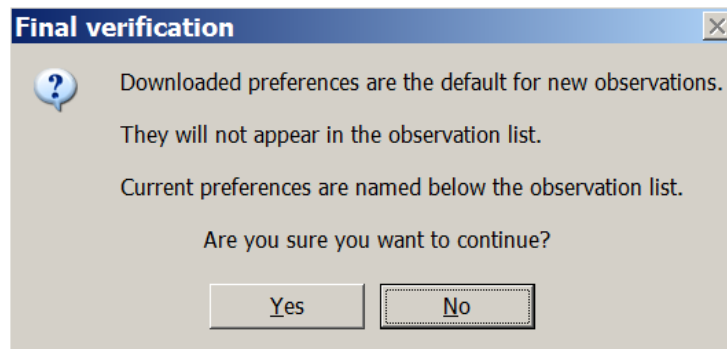 Final verification
Downloaded preferences are the default for new observations.
They will not appear in the observation list.
Current preferences are named below the observation list.
Are you sure you want to continue?
Yes
No